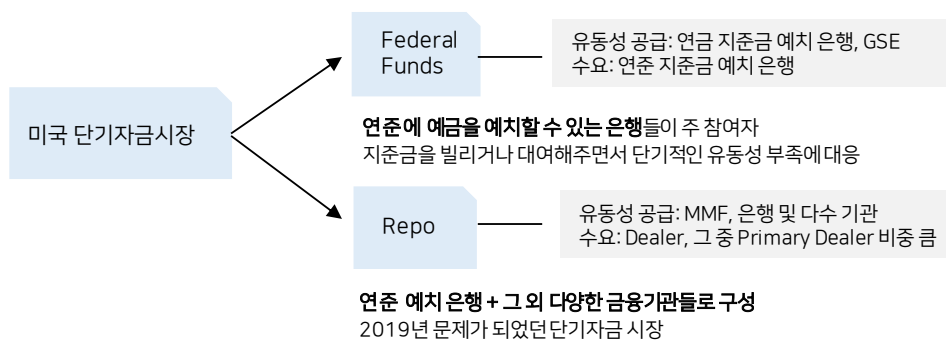 미국 단기자금시장
Federal
Funds
유동성 공급: 연금 지준금 예치 은행, GSE
수요: 연준 지준금 예치 은행
연준에 예금을 예치할 수 있는 은행들이 주 참여자
지준금을 빌리거나 대여해주면서 단기적인 유동성 부족에 대응
Repo
유동성 공급: MMF, 은행 및 다수 기관
수요: Dealer, 그 중 Primary Dealer 비중 큼
연준 예치 은행 + 그 외 다양한 금융기관들로 구성
2019년 문제가 되었던 단기자금 시장